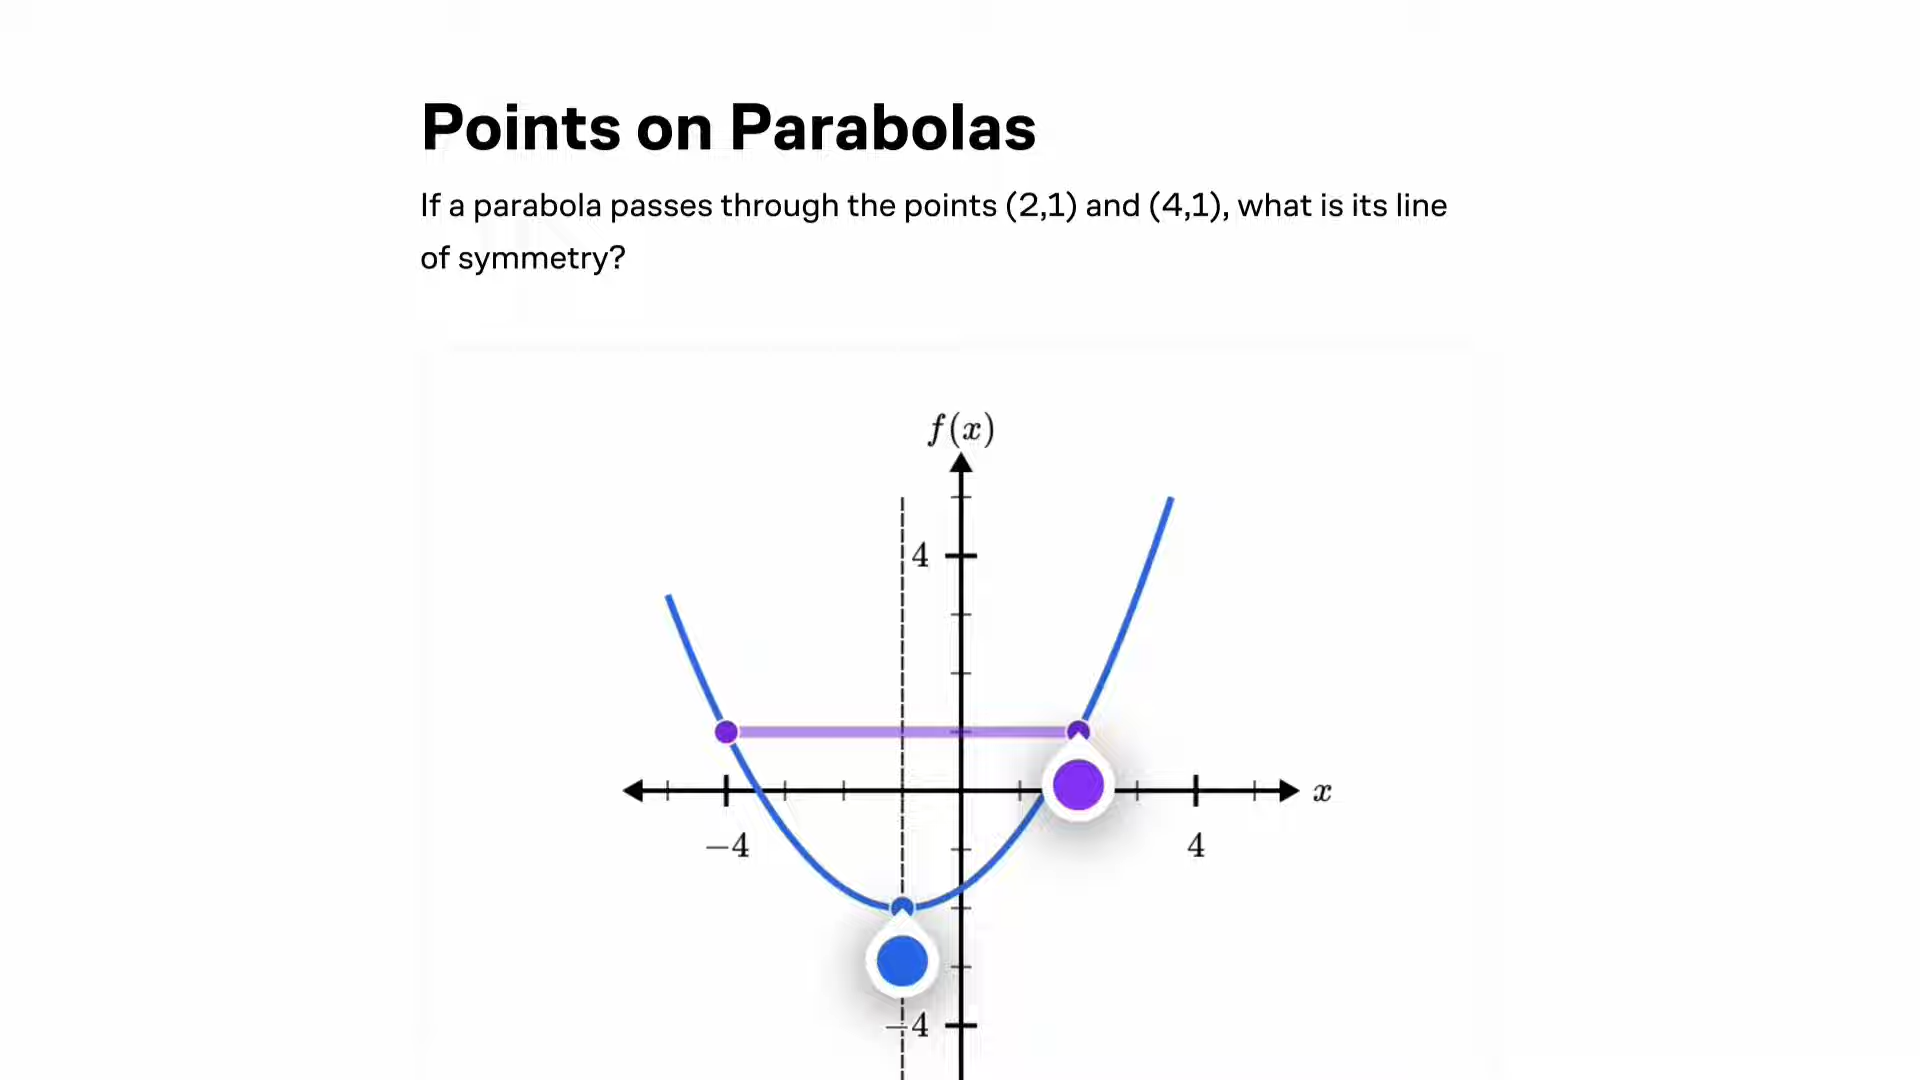 Points on Parabolas
If a parabola passes through the points (2,1) and (4,1), what is its line
of symmetry?
f(x)
4
x
−4
4
−4